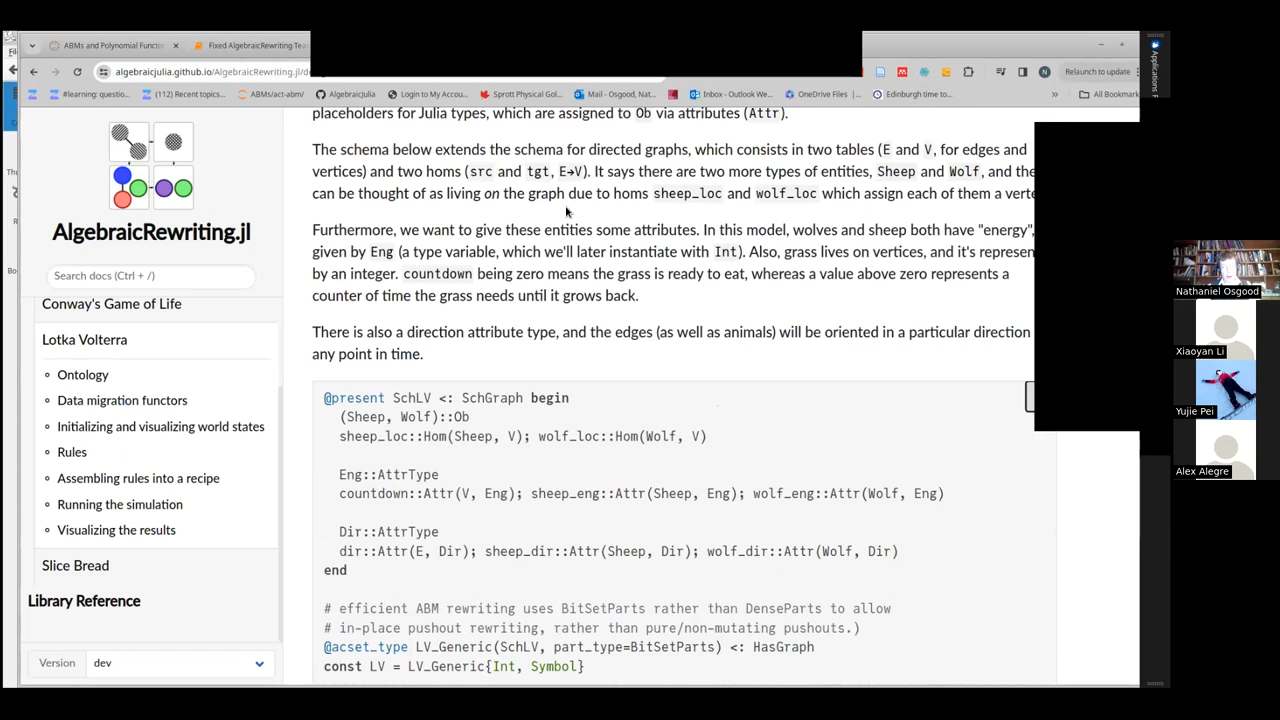 ABMs and Polynomial Functo
Fixed AlgebraicRewriting Tea
algebraicjulia.github.io/AlgebraicRewriting.jl/d
Relaunch to update
#learning: questio...
(112) Recent topics...
ABMs/act-abm/
AlgebraicJulia
Login to My Accou...
Sprott Physical Gol...
Mail - Osgood, Nat...
Inbox - Outlook We...
OneDrive Files
Edinburgh time to...
All Bookmark
AlgebraicRewriting.jl
Search docs (Ctrl + /)
Conway's Game of Life
Lotka Volterra
Ontology
Data migration functors
Initializing and visualizing world states
Rules
Assembling rules into a recipe
Running the simulation
Visualizing the results
Slice Bread
Library Reference
Version
dev
placeholders for Julia types, which are assigned to Ob via attributes (Attr).
The schema below extends the schema for directed graphs, which consists in two tables (E and V, for edges and
vertices) and two homs (src and tgt, E→V). It says there are two more types of entities, Sheep and Wolf, and the
can be thought of as living on the graph due to homs sheep_loc and wolf_loc which assign each of them a verte
Furthermore, we want to give these entities some attributes. In this model, wolves and sheep both have "energy",
given by Eng (a type variable, which we'll later instantiate with Int). Also, grass lives on vertices, and it's represen
by an integer. countdown being zero means the grass is ready to eat, whereas a value above zero represents a
counter of time the grass needs until it grows back.
There is also a direction attribute type, and the edges (as well as animals) will be oriented in a particular direction
any point in time.
@present SchLV <: SchGraph begin
(Sheep, Wolf)::Ob
sheep_loc::Hom(Sheep, V); wolf_loc::Hom(Wolf, V)
Eng::AttrType
countdown::Attr(V, Eng); sheep_eng::Attr(Sheep, Eng); wolf_eng::Attr(Wolf, Eng)
Dir::AttrType
dir::Attr(E, Dir); sheep_dir::Attr(Sheep, Dir); wolf_dir::Attr(Wolf, Dir)
end
# efficient ABM rewriting uses BitSetParts rather than DenseParts to allow
# in-place pushout rewriting, rather than pure/non-mutating pushouts.)
@acset_type LV_Generic(SchLV, part_type=BitSetParts) <: HasGraph
const LV = LV_Generic{Int, Symbol}
Applications
Nathaniel Osgood
Xiaoyan Li
Yujie Pei
Alex Alegre